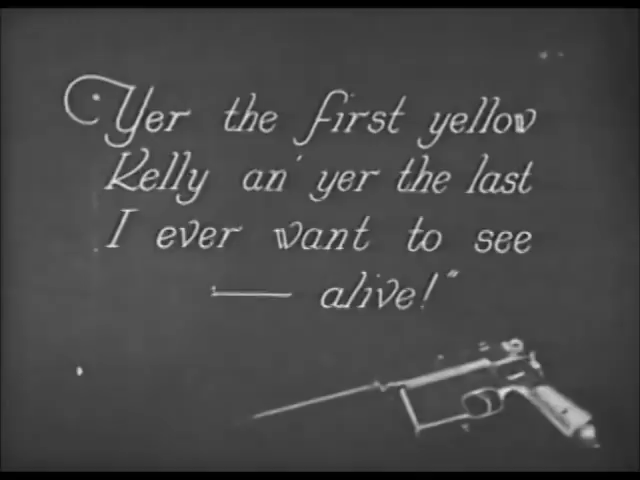 Yer the first yellow
Kelly an' yer the last
I ever want to see
— alive!"